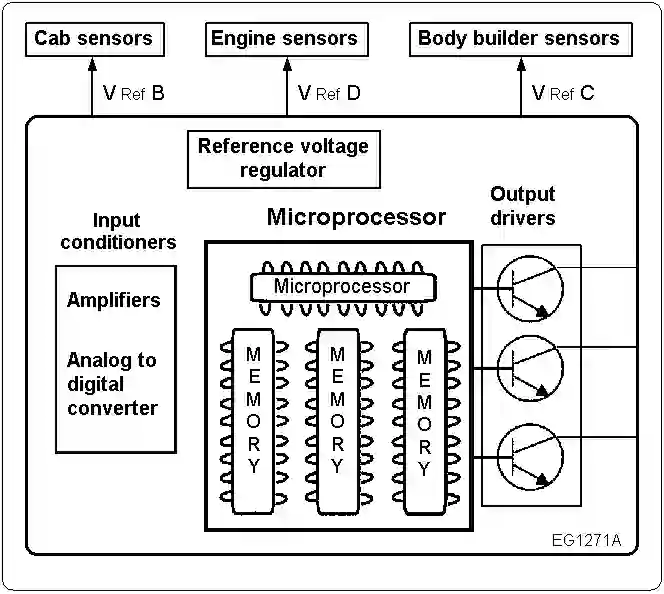 Cab sensors
Engine sensors
Body builder sensors
V Ref B
V Ref D
V Ref C
Reference voltage
regulator
Input
conditioners
Amplifiers
Analog to
digital
converter
Microprocessor
Microprocessor
MEMORY
MEMORY
MEMORY
Output
drivers
EG1271A